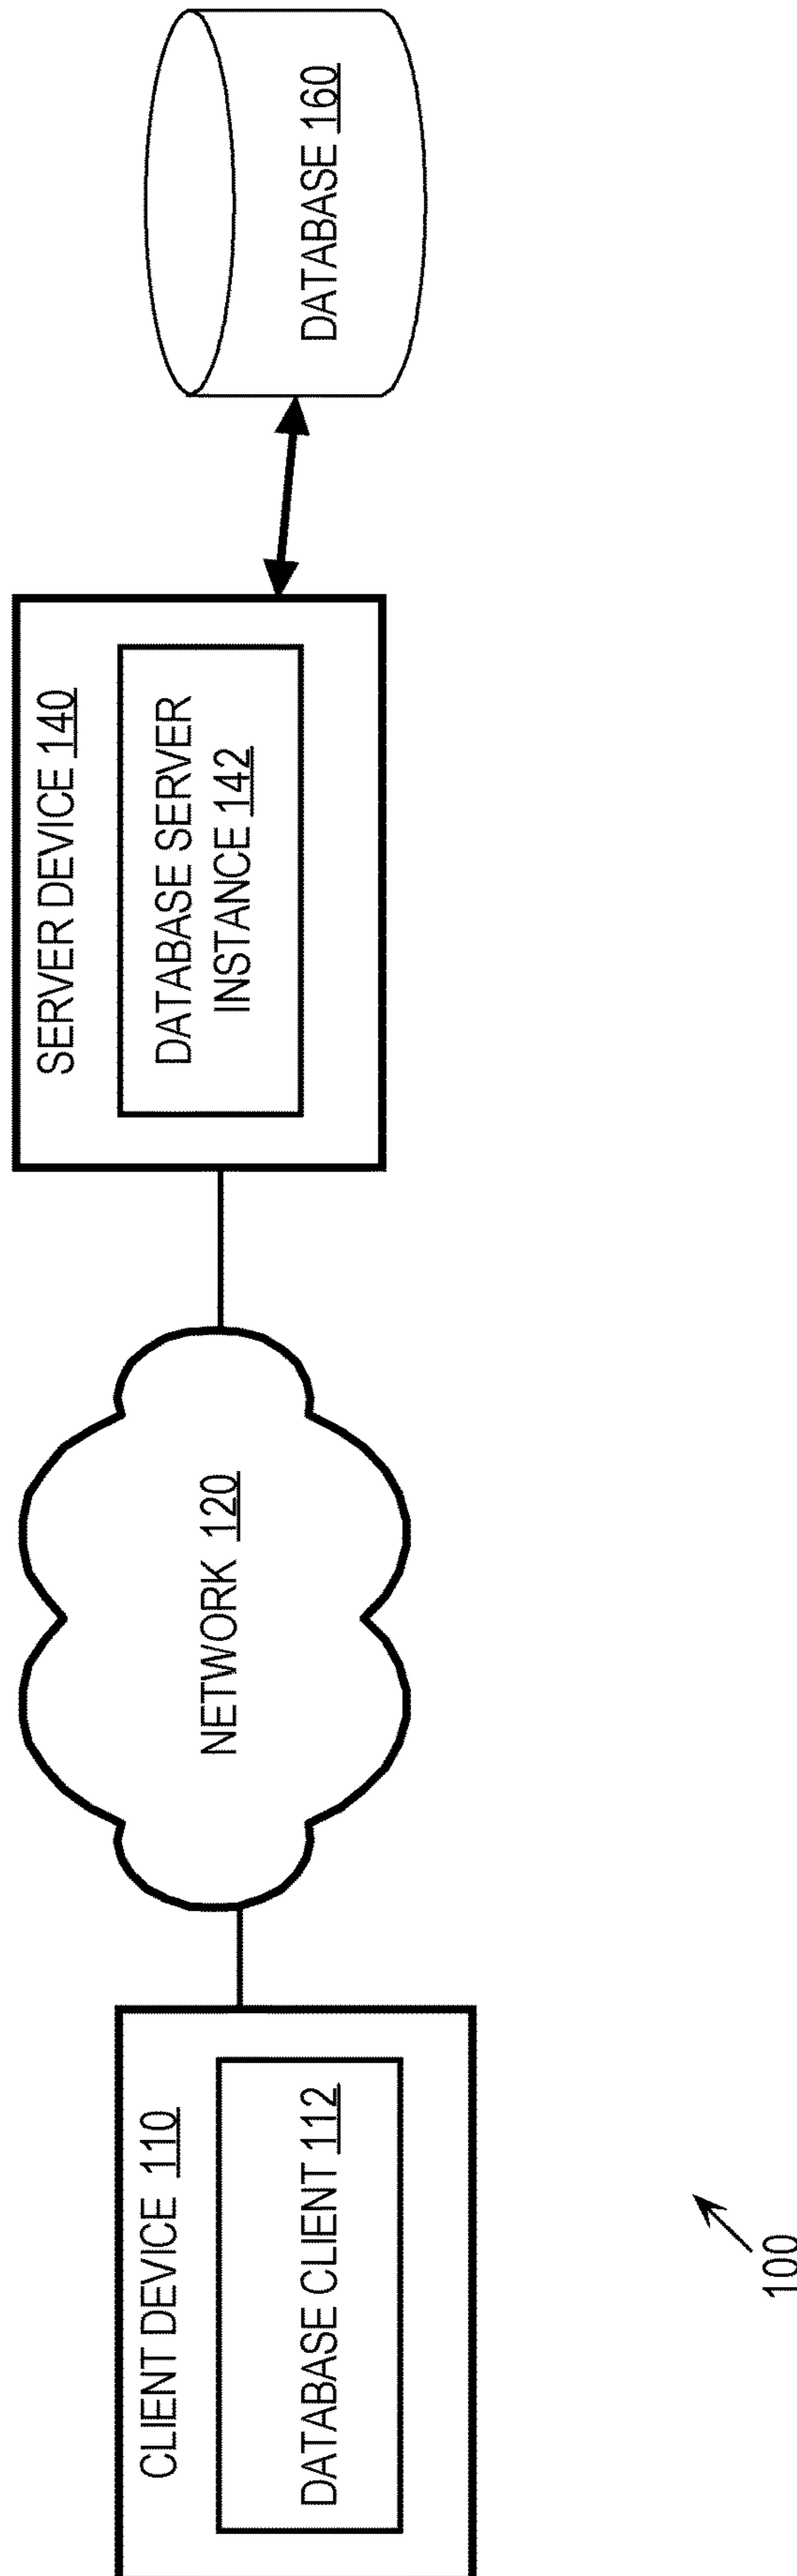 CLIENT DEVICE 110
DATABASE CLIENT 112
NETWORK 120
SERVER DEVICE 140
DATABASE SERVER
INSTANCE 142
DATABASE 160
100